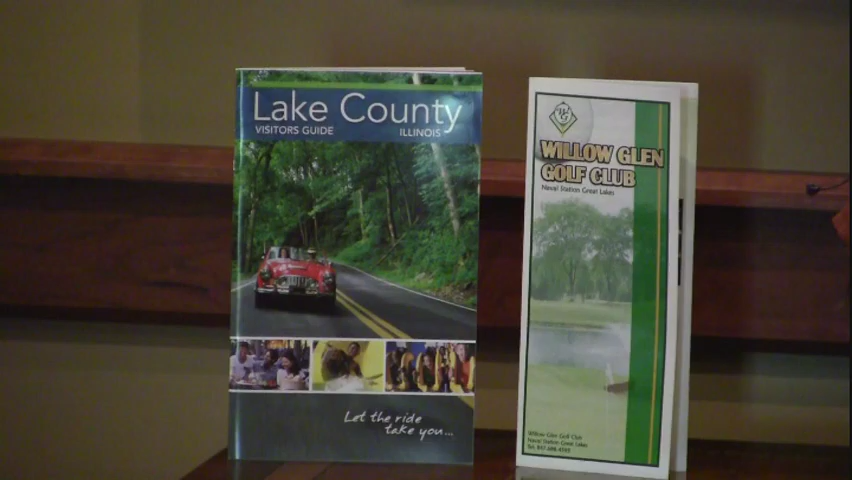 Lake County
VISITORS GUIDE ILLINOIS
Let the ride
take you...
WG
WILLOW GLEN
GOLF CLUB
Naval Station Great Lakes
Willow Glen Golf Club
Naval Station Great Lakes